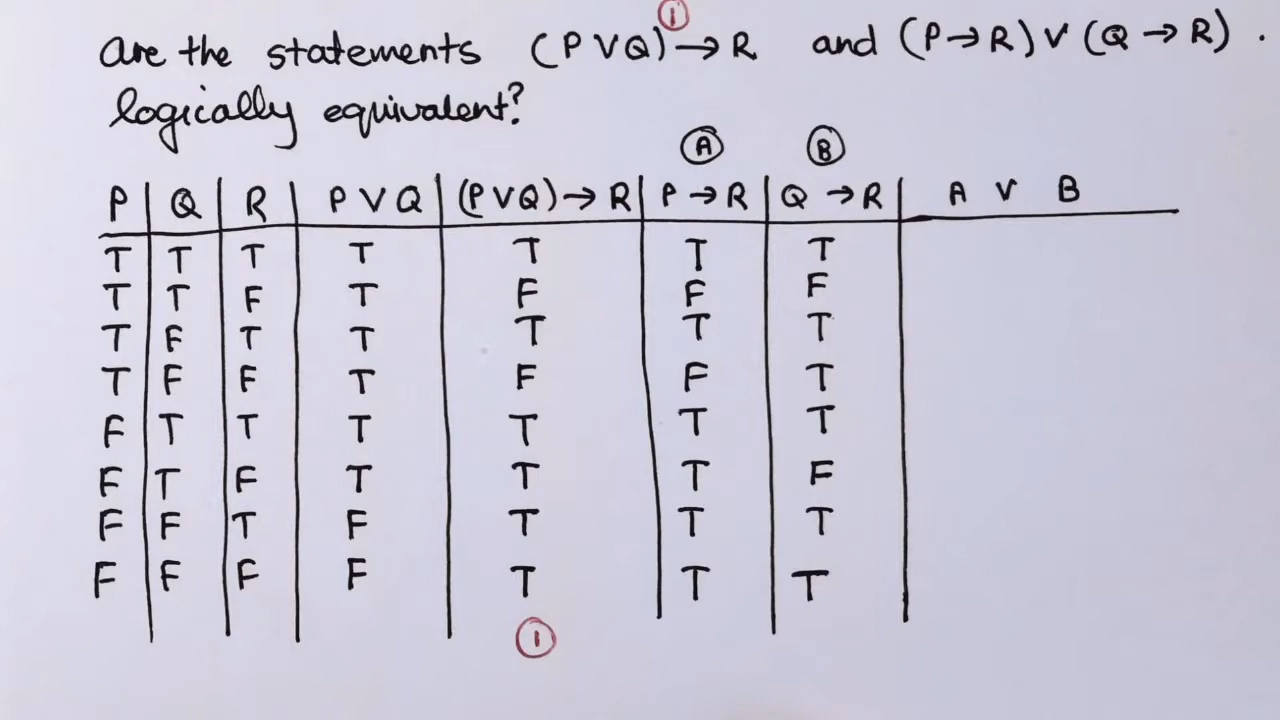 ①
are the statements (P V Q) → R and (P → R) V (Q → R) .
logically equivalent?
Ⓐ Ⓑ
P Q R P V Q (P V Q) → R P → R Q → R A V B
T T T T T T T
T T F T F F F
T F T T T T T
T F F T F F T
F T T T T T T
F T F T T T F
F F T F T T T
F F F F T T T
①